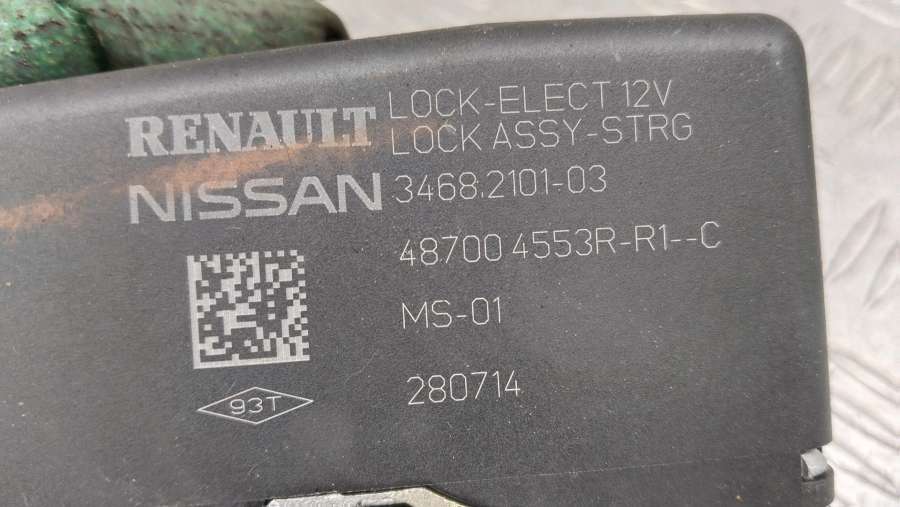 RENAULT LOCK-ELECT 12V
LOCK ASSY-STRG
NISSAN 3468.2101-03
48700 4553R-R1--C
MS-01
280714
93T